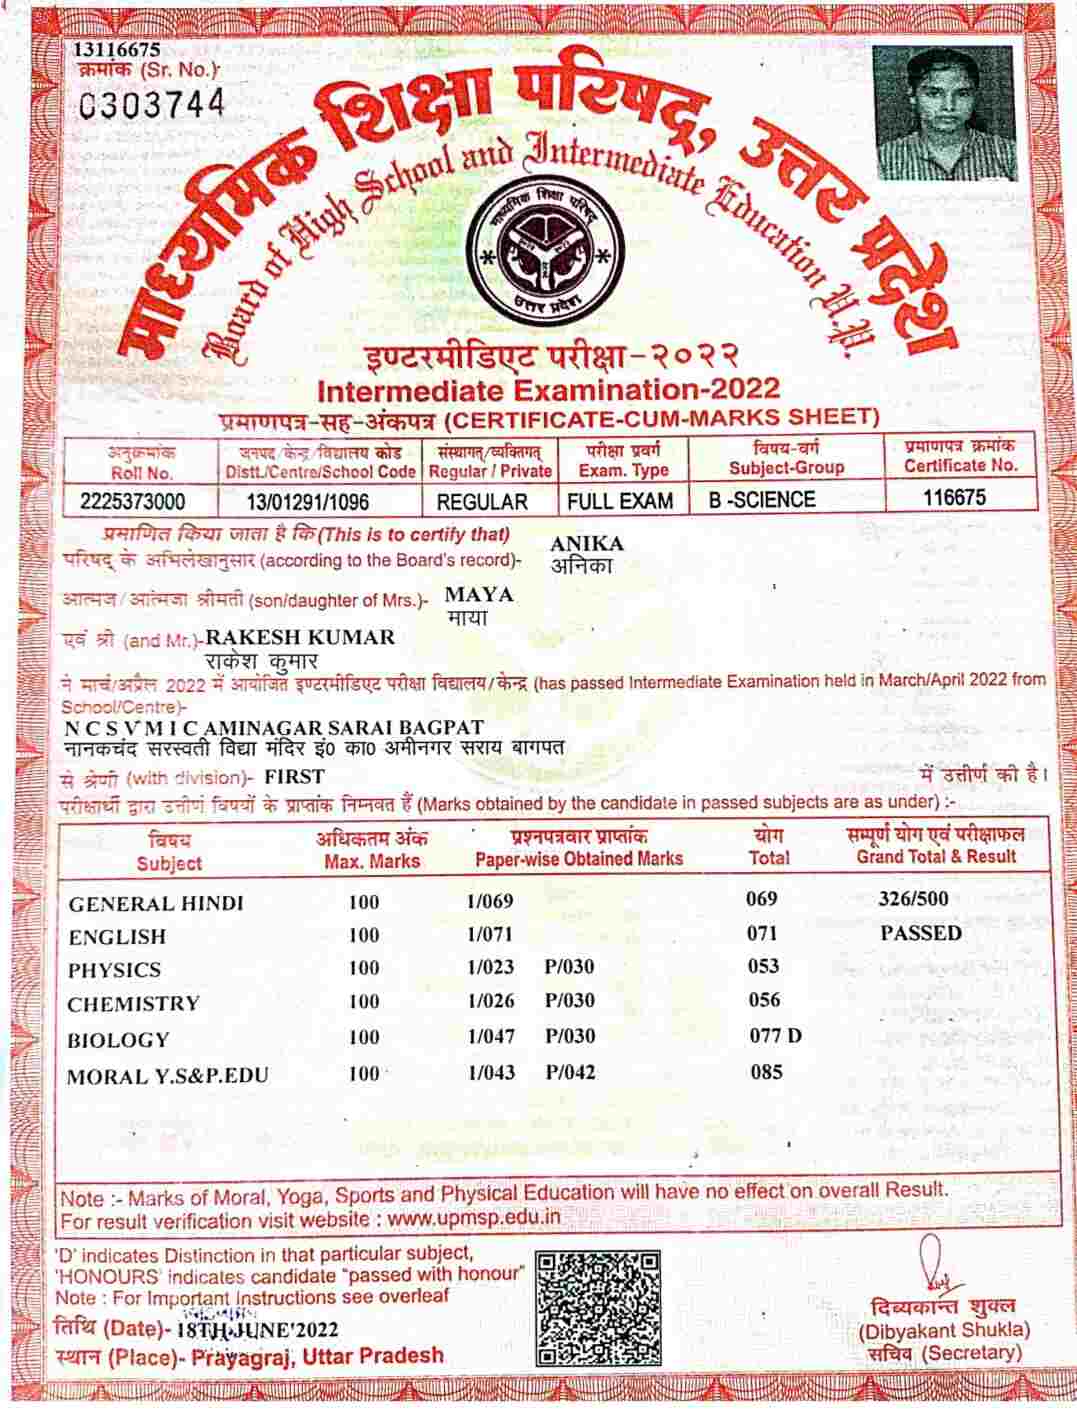 13116675
क्रमांक (Sr. No.)
0303744
माध्यमिक शिक्षा परिषद्, उत्तर प्रदेश
Board of High School and Intermediate Education U.P.
माध्यमिक शिक्षा परिषद
उत्तर प्रदेश
इण्टरमीडिएट परीक्षा-२०२२
Intermediate Examination-2022
प्रमाणपत्र-सह-अंकपत्र (CERTIFICATE-CUM-MARKS SHEET)
अनुक्रमांक जनपद/केन्द्र/विद्यालय कोड संस्थागत्/व्यक्तिगत् परीक्षा प्रवर्ग विषय-वर्ग प्रमाणपत्र क्रमांक
Roll No. Distt./Centre/School Code Regular / Private Exam. Type Subject-Group Certificate No.
2225373000 13/01291/1096 REGULAR FULL EXAM B -SCIENCE 116675
प्रमाणित किया जाता है कि (This is to certify that)
ANIKA
परिषद् के अभिलेखानुसार (according to the Board's record)- अनिका
आत्मज/आत्मजा श्रीमती (son/daughter of Mrs.)- MAYA
माया
एवं श्री (and Mr.)-RAKESH KUMAR
राकेश कुमार
ने मार्च/अप्रैल 2022 में आयोजित इण्टरमीडिएट परीक्षा विद्यालय/केन्द्र (has passed Intermediate Examination held in March/April 2022 from
School/Centre)-
N C S V M I C AMINAGAR SARAI BAGPAT
नानकचंद सरस्वती विद्या मंदिर इं0 का0 अमीनगर सराय बागपत
से श्रेणी (with division)- FIRST में उत्तीर्ण की है।
परीक्षार्थी द्वारा उत्तीर्ण विषयों के प्राप्तांक निम्नवत हैं (Marks obtained by the candidate in passed subjects are as under) :-
विषय अधिकतम अंक प्रश्नपत्रवार प्राप्तांक योग सम्पूर्ण योग एवं परीक्षाफल
Subject Max. Marks Paper-wise Obtained Marks Total Grand Total & Result
GENERAL HINDI 100 1/069 069 326/500
ENGLISH 100 1/071 071 PASSED
PHYSICS 100 1/023 P/030 053
CHEMISTRY 100 1/026 P/030 056
BIOLOGY 100 1/047 P/030 077 D
MORAL Y.S&P.EDU 100 1/043 P/042 085
Note :- Marks of Moral, Yoga, Sports and Physical Education will have no effect on overall Result.
For result verification visit website : www.upmsp.edu.in
'D' indicates Distinction in that particular subject,
'HONOURS' indicates candidate "passed with honour"
Note : For Important Instructions see overleaf
तिथि (Date)- 18TH JUNE'2022
स्थान (Place)- Prayagraj, Uttar Pradesh
दिव्यकान्त शुक्ल
(Dibyakant Shukla)
सचिव (Secretary)